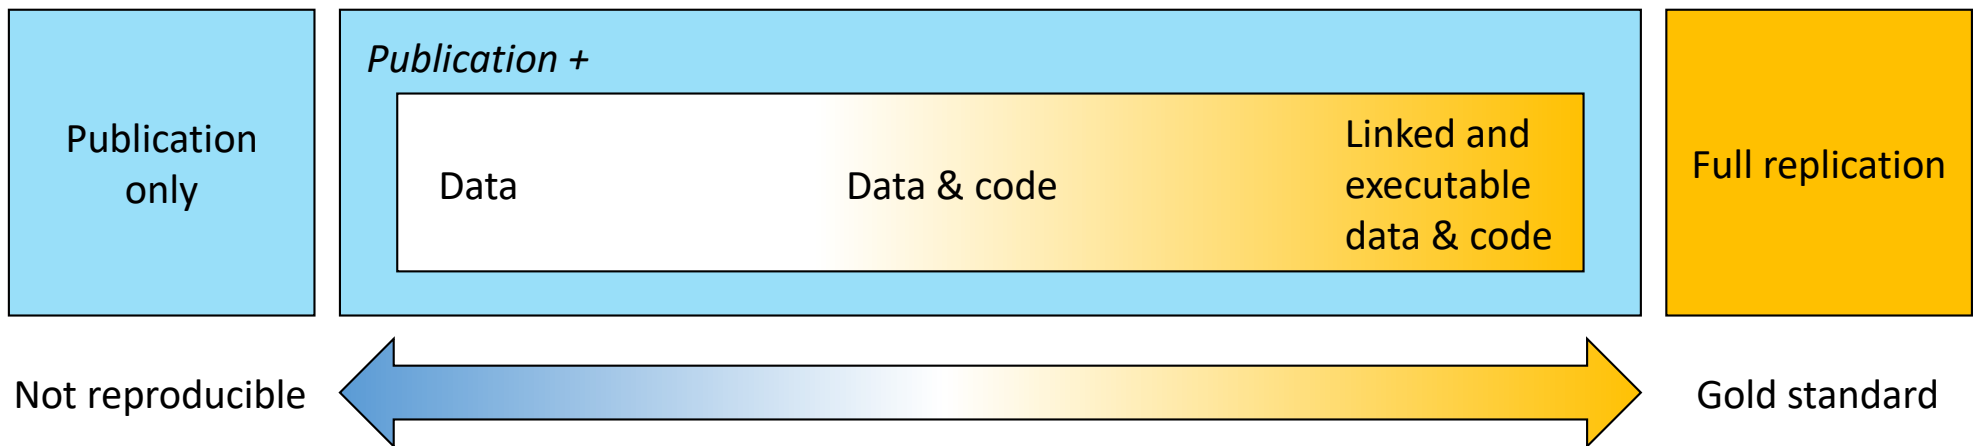 Publication
only
Publication +
Data
Data & code
Linked and
executable
data & code
Full replication
Not reproducible
Gold standard